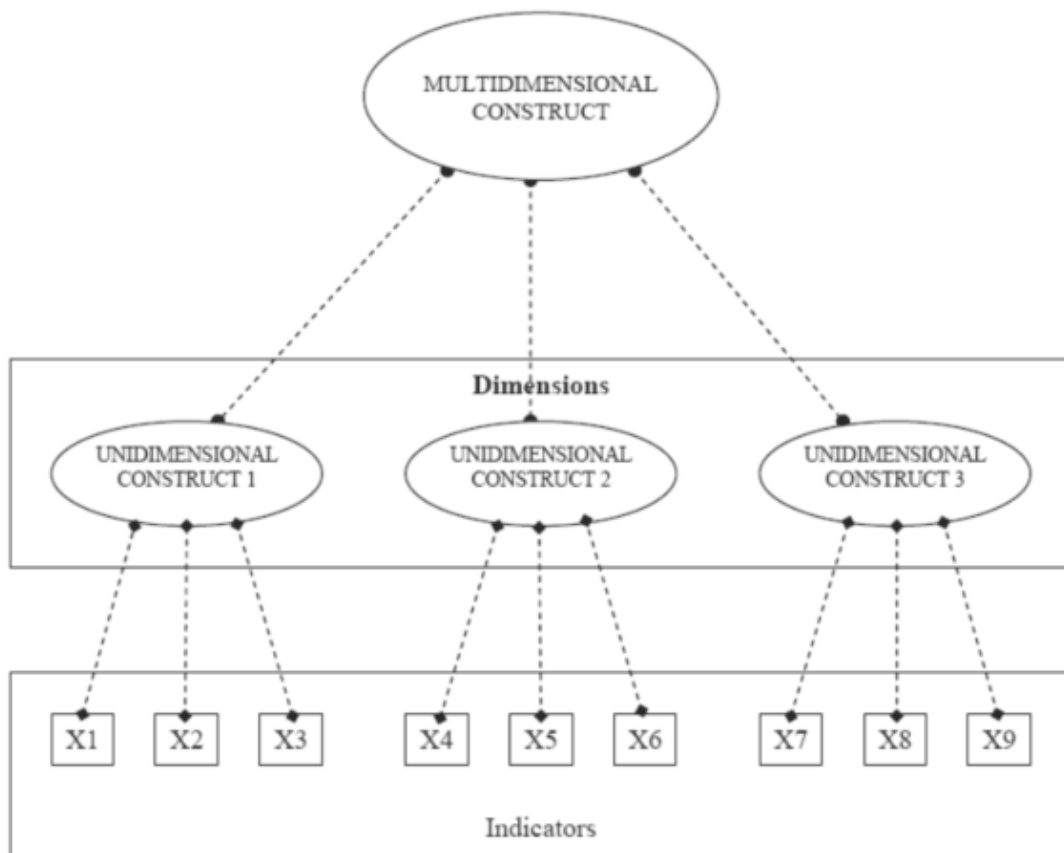 MULTIDIMENSIONAL
CONSTRUCT
Dimensions
UNIDIMENSIONAL
CONSTRUCT 1
UNIDIMENSIONAL
CONSTRUCT 2
UNIDIMENSIONAL
CONSTRUCT 3
X1
X2
X3
X4
X5
X6
X7
X8
X9
Indicators